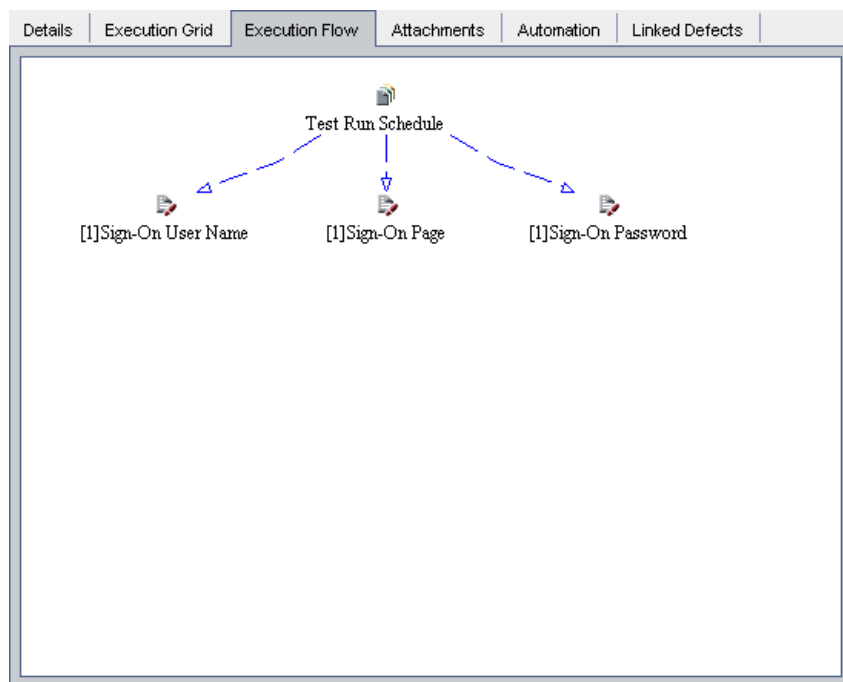 Details Execution Grid Execution Flow Attachments Automation Linked Defects
Test Run Schedule
[1]Sign-On User Name [1]Sign-On Page [1]Sign-On Password